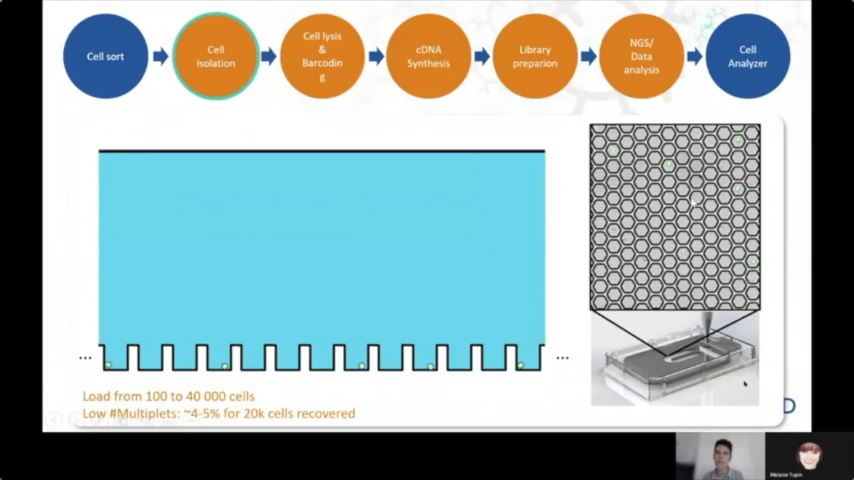 Cell sort
Cell
isolation
Cell lysis
&
Barcodin
g
cDNA
Synthesis
Library
preparion
NGS/
Data
analysis
Cell
Analyzer
...
...
Load from 100 to 40 000 cells
Low #Multiplets: ~4-5% for 20k cells recovered
D
Melanie Tupin